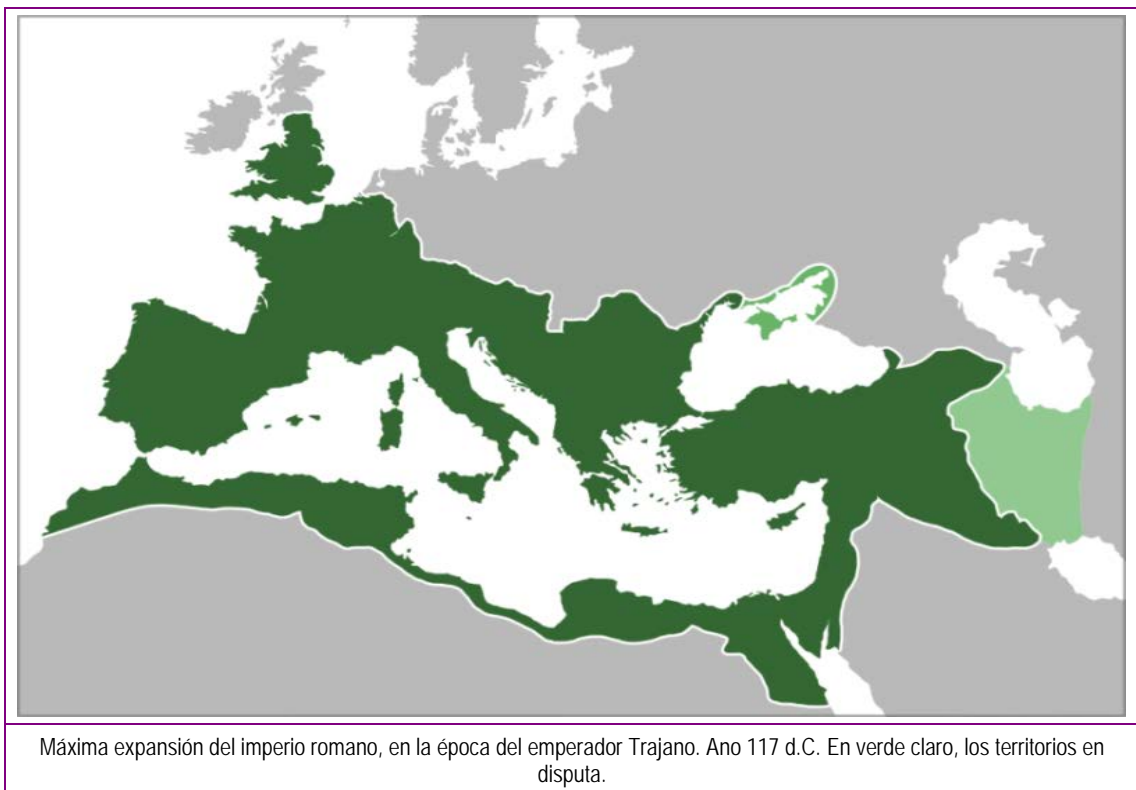 Máxima expansión del imperio romano, en la época del emperador Trajano. Ano 117 d.C. En verde claro, los territorios en
disputa.